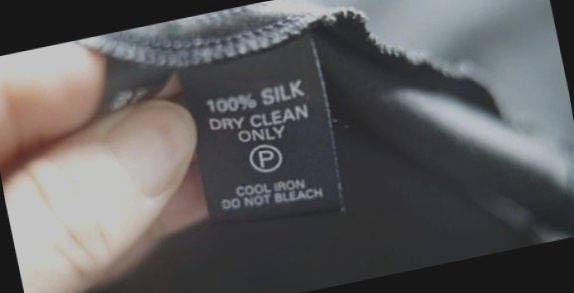 100% SILK
DRY CLEAN
ONLY
P
COOL IRON
DO NOT BLEACH